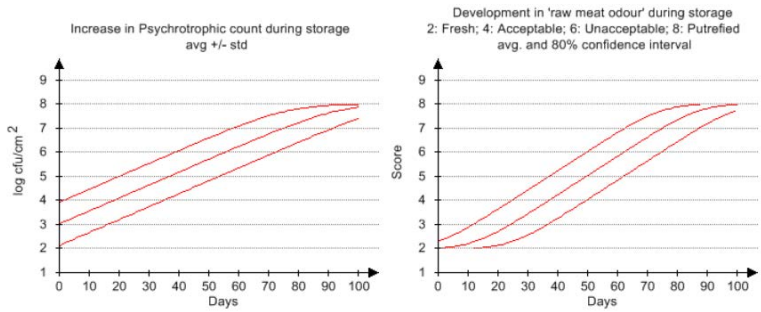 Increase in Psychrotrophic count during storage
avg +/- std
log cfu/cm 2
9
8
7
6
5
4
3
2
1
0 10 20 30 40 50 60 70 80 90 100
Days
Development in 'raw meat odour' during storage
2: Fresh; 4: Acceptable; 6: Unacceptable; 8: Putrefied
avg. and 80% confidence interval
Score
9
8
7
6
5
4
3
2
1
0 10 20 30 40 50 60 70 80 90 100
Days